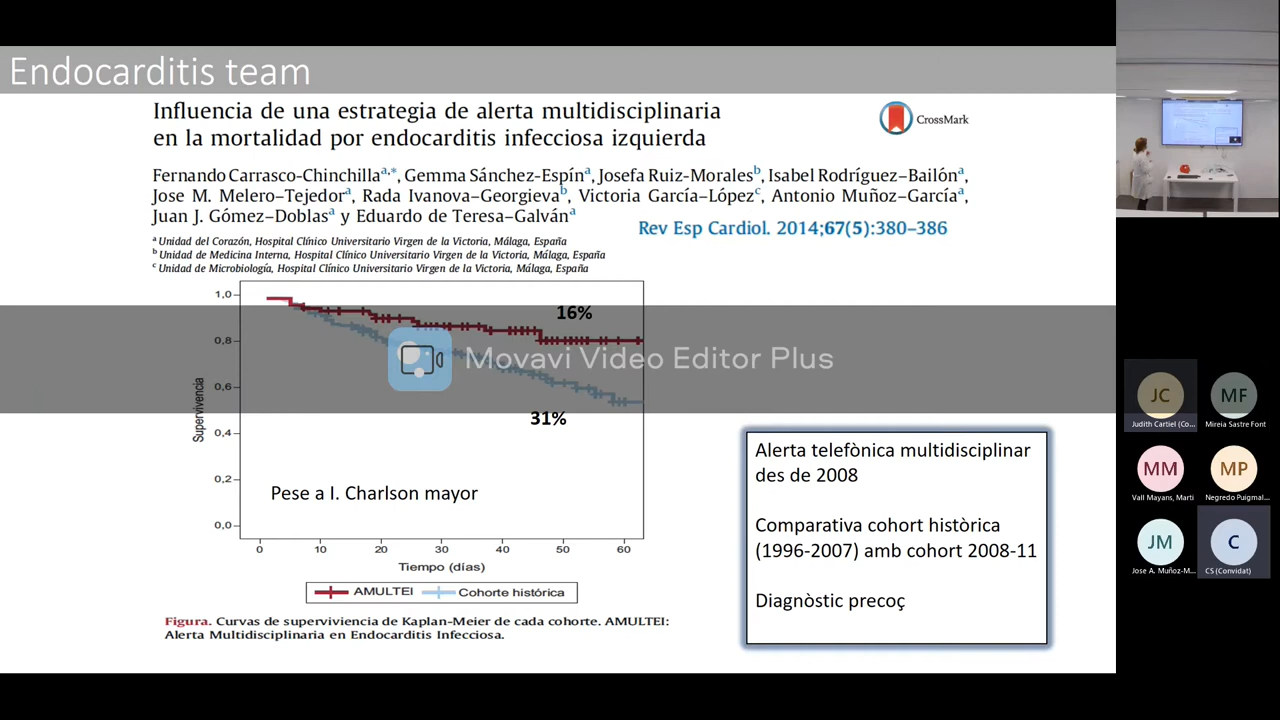 Endocarditis team
Influencia de una estrategia de alerta multidisciplinaria
en la mortalidad por endocarditis infecciosa izquierda
CrossMark
Fernando Carrasco-Chinchilla a,*, Gemma Sánchez-Espín a, Josefa Ruiz-Morales b, Isabel Rodríguez-Bailón a,
Jose M. Melero-Tejedor a, Rada Ivanova-Georgieva b, Victoria García-López c, Antonio Muñoz-García a,
Juan J. Gómez-Doblas a y Eduardo de Teresa-Galván a
Rev Esp Cardiol. 2014;67(5):380–386
a Unidad del Corazón, Hospital Clínico Universitario Virgen de la Victoria, Málaga, España
b Unidad de Medicina Interna, Hospital Clínico Universitario Virgen de la Victoria, Málaga, España
c Unidad de Microbiología, Hospital Clínico Universitario Virgen de la Victoria, Málaga, España
1,0
0,8
0,6
0,4
0,2
0,0
Supervivencia
16%
Movavi Video Editor Plus
31%
Pese a I. Charlson mayor
0 10 20 30 40 50 60
Tiempo (días)
AMULTEI Cohorte histórica
Figura. Curvas de superviviencia de Kaplan-Meier de cada cohorte. AMULTEI:
Alerta Multidisciplinaria en Endocarditis Infecciosa.
Alerta telefònica multidisciplinar
des de 2008
Comparativa cohort històrica
(1996-2007) amb cohort 2008-11
Diagnòstic precoç
JC
MF
Judith Cartiel (Co...
Mireia Sastre Font
MM
MP
Vall Mayans, Marti
Negredo Puigmal...
JM
C
Jose A. Muñoz-M...
CS (Convidat)